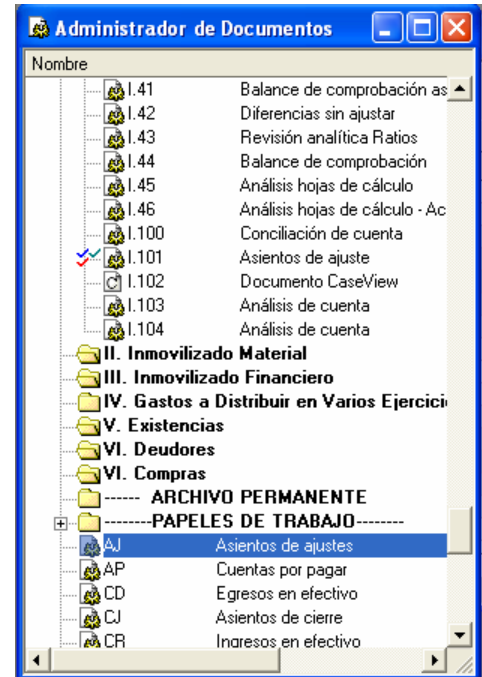 Administrador de Documentos
Nombre
I.41 Balance de comprobación as
I.42 Diferencias sin ajustar
I.43 Revisión analítica Ratios
I.44 Balance de comprobación
I.45 Análisis hojas de cálculo
I.46 Análisis hojas de cálculo - Ac
I.100 Conciliación de cuenta
I.101 Asientos de ajuste
I.102 Documento CaseView
I.103 Análisis de cuenta
I.104 Análisis de cuenta
II. Inmovilizado Material
III. Inmovilizado Financiero
IV. Gastos a Distribuir en Varios Ejercici
V. Existencias
VI. Deudores
VI. Compras
------ ARCHIVO PERMANENTE
--------PAPELES DE TRABAJO--------
AJ Asientos de ajustes
AP Cuentas por pagar
CD Egresos en efectivo
CJ Asientos de cierre
CR Ingresos en efectivo